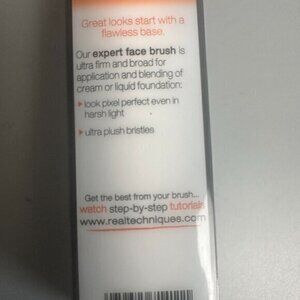 Great looks start with a
flawless base.
Our expert face brush is
ultra firm and broad for
application and blending of
cream or liquid foundation:
look pixel perfect even in
harsh light
ultra plush bristles
Get the best from your brush...
watch step-by-step tutorials
www.realtechniques.com